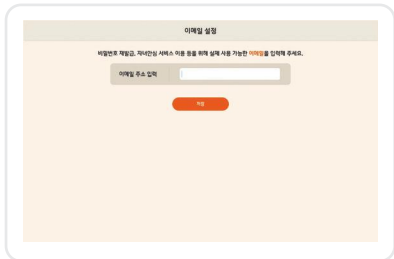 이메일 설정
비밀번호 재발급, 자녀안심 서비스 이용 등을 위해 실제 사용 가능한 이메일을 입력해 주세요.
이메일 주소 입력
저장